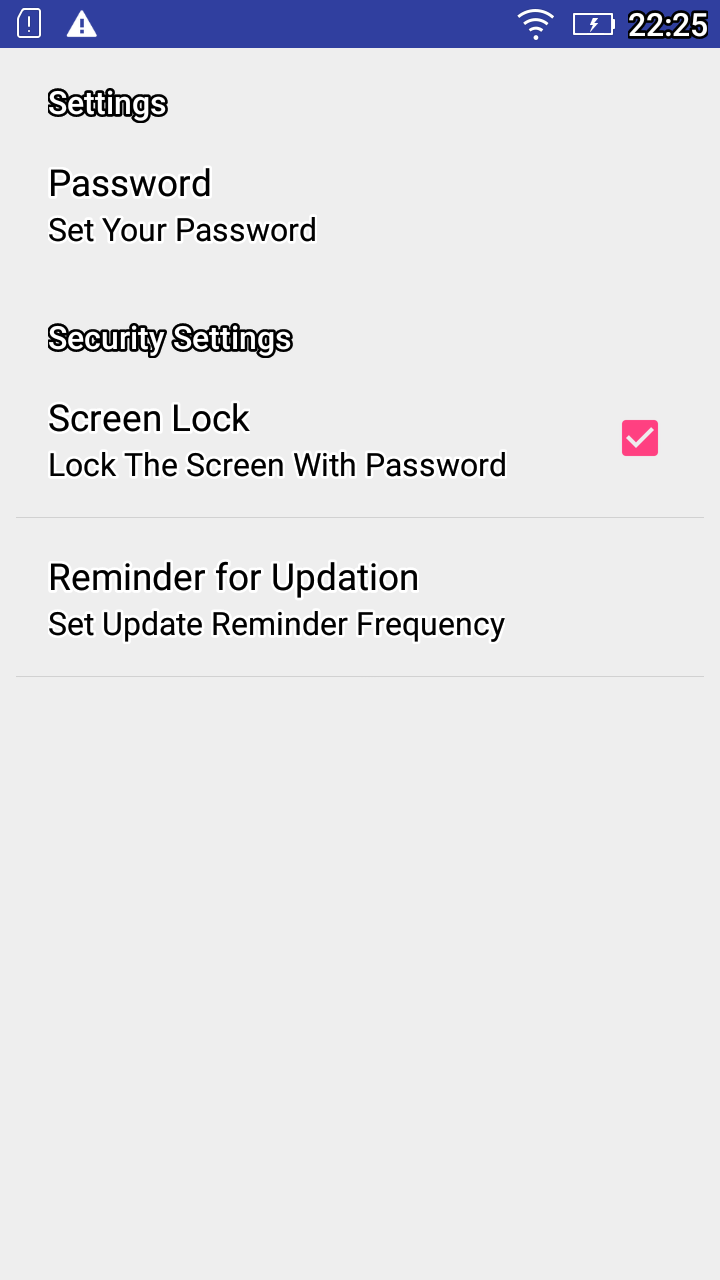 22:25
Settings
Password
Set Your Password
Security Settings
Screen Lock
Lock The Screen With Password
Reminder for Updation
Set Update Reminder Frequency